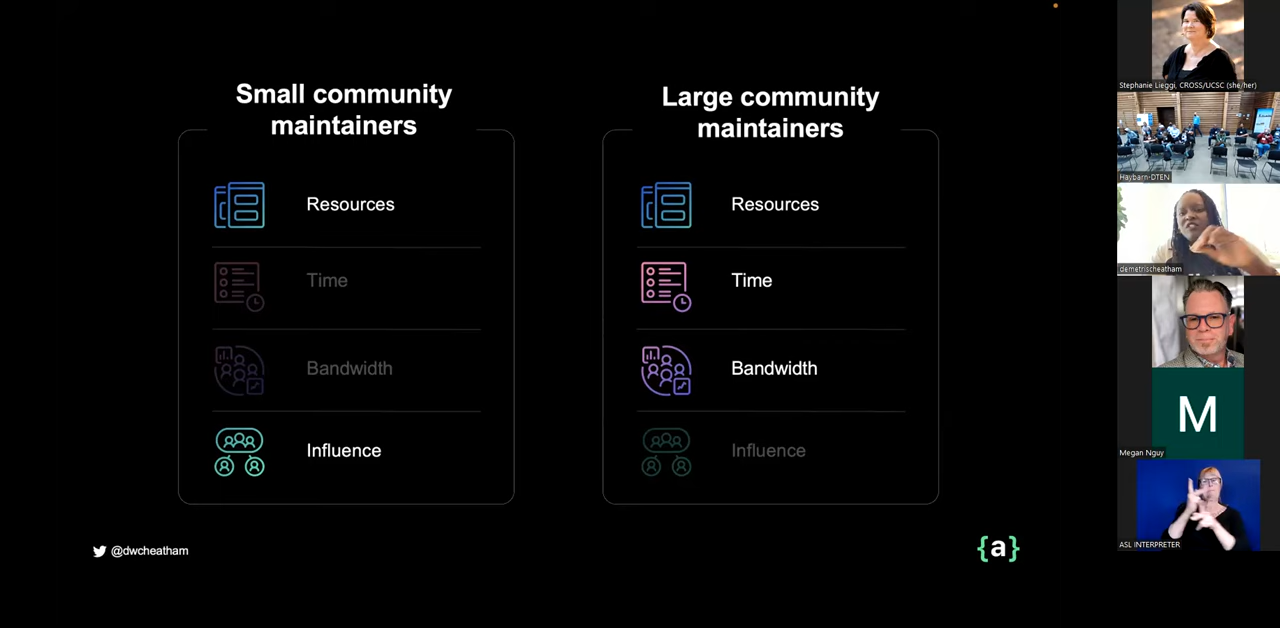 Small community
maintainers
Resources
Time
Bandwidth
Influence
Large community
maintainers
Resources
Time
Bandwidth
Influence
@dwcheatham
{a}
Stephanie Lieggi, CROSS/UCSC (she/her)
Haybarn-DTEN
demetrischeatham
M
Megan Nguy
ASL INTERPRETER